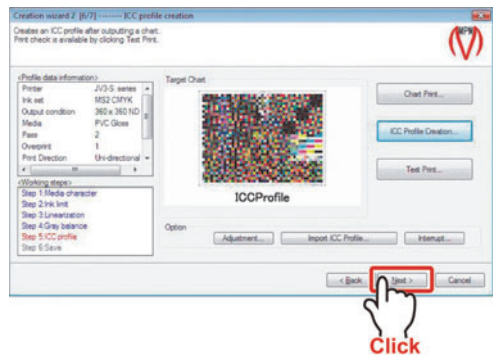 Creation wizard 2 [6/7] -------- ICC profile creation
Creates an ICC profile after outputting a chart.
Print check is available by clicking Test Print.
MPM
<Profile data information>
Printer JV3-S series
Ink set MS2 CMYK
Output condition 360 x 360 ND
Media PVC Gloss
Pass 2
Overprint 1
Print Direction Uni-directional
<Working steps>
Step 1:Media character
Step 2:Ink limit
Step 3:Linearization
Step 4:Gray balance
Step 5:ICC profile
Step 6:Save
Target Chart
ICCProfile
Chart Print...
ICC Profile Creation...
Test Print...
Option
Adjustment...
Import ICC Profile...
Interrupt...
< Back
Next >
Cancel
Click